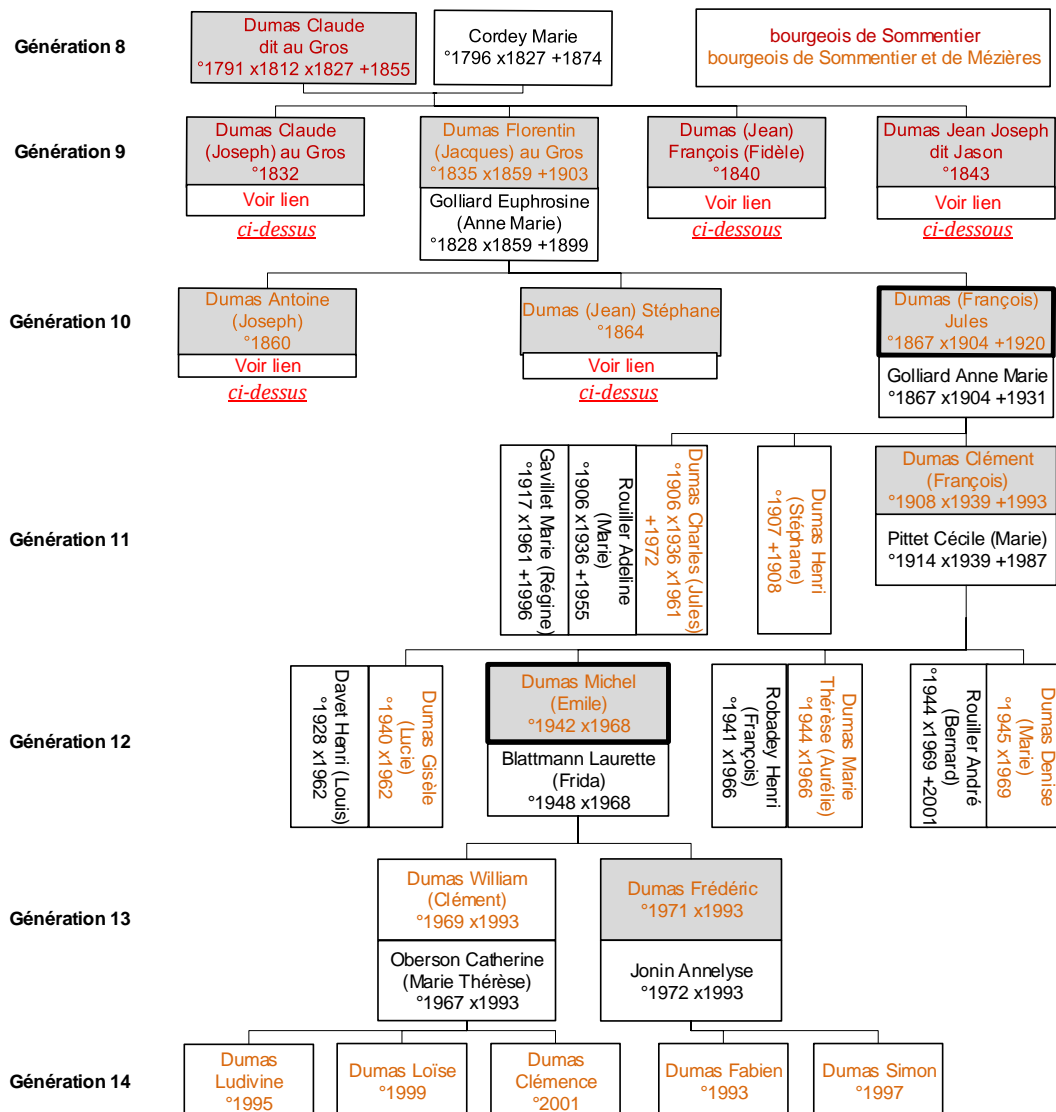 Génération 8
Dumas Claude
dit au Gros
°1791 x1812 x1827 +1855
Cordey Marie
°1796 x1827 +1874
bourgeois de Sommentier
bourgeois de Sommentier et de Mézières
Génération 9
Dumas Claude
(Joseph) au Gros
°1832
Voir lien
ci-dessus
Dumas Florentin
(Jacques) au Gros
°1835 x1859 +1903
Golliard Euphrosine
(Anne Marie)
°1828 x1859 +1899
Dumas (Jean)
François (Fidèle)
°1840
Voir lien
ci-dessous
Dumas Jean Joseph
dit Jason
°1843
Voir lien
ci-dessous
Génération 10
Dumas Antoine
(Joseph)
°1860
Voir lien
ci-dessus
Dumas (Jean) Stéphane
°1864
Voir lien
ci-dessus
Dumas (François)
Jules
°1867 x1904 +1920
Golliard Anne Marie
°1867 x1904 +1931
Génération 11
Gavillet Marie (Régine)
°1917 x1961 +1996
Rouiller Adeline
(Marie)
°1906 x1936 +1955
Dumas Charles (Jules)
°1906 x1936 x1961
+1972
Dumas Henri
(Stéphane)
°1907 +1908
Dumas Clément
(François)
°1908 x1939 +1993
Pittet Cécile (Marie)
°1914 x1939 +1987
Génération 12
Davet Henri (Louis)
°1928 x1962
Dumas Gisèle
(Lucie)
°1940 x1962
Dumas Michel
(Emile)
°1942 x1968
Blattmann Laurette
(Frida)
°1948 x1968
Robadey Henri
(François)
°1941 x1966
Dumas Marie
Thérèse (Aurélie)
°1944 x1966
Rouiller André
(Bernard)
°1944 x1969 +2001
Dumas Denise
(Marie)
°1945 x1969
Génération 13
Dumas William
(Clément)
°1969 x1993
Oberson Catherine
(Marie Thérèse)
°1967 x1993
Dumas Frédéric
°1971 x1993
Jonin Annelyse
°1972 x1993
Génération 14
Dumas
Ludivine
°1995
Dumas Loïse
°1999
Dumas
Clémence
°2001
Dumas Fabien
°1993
Dumas Simon
°1997